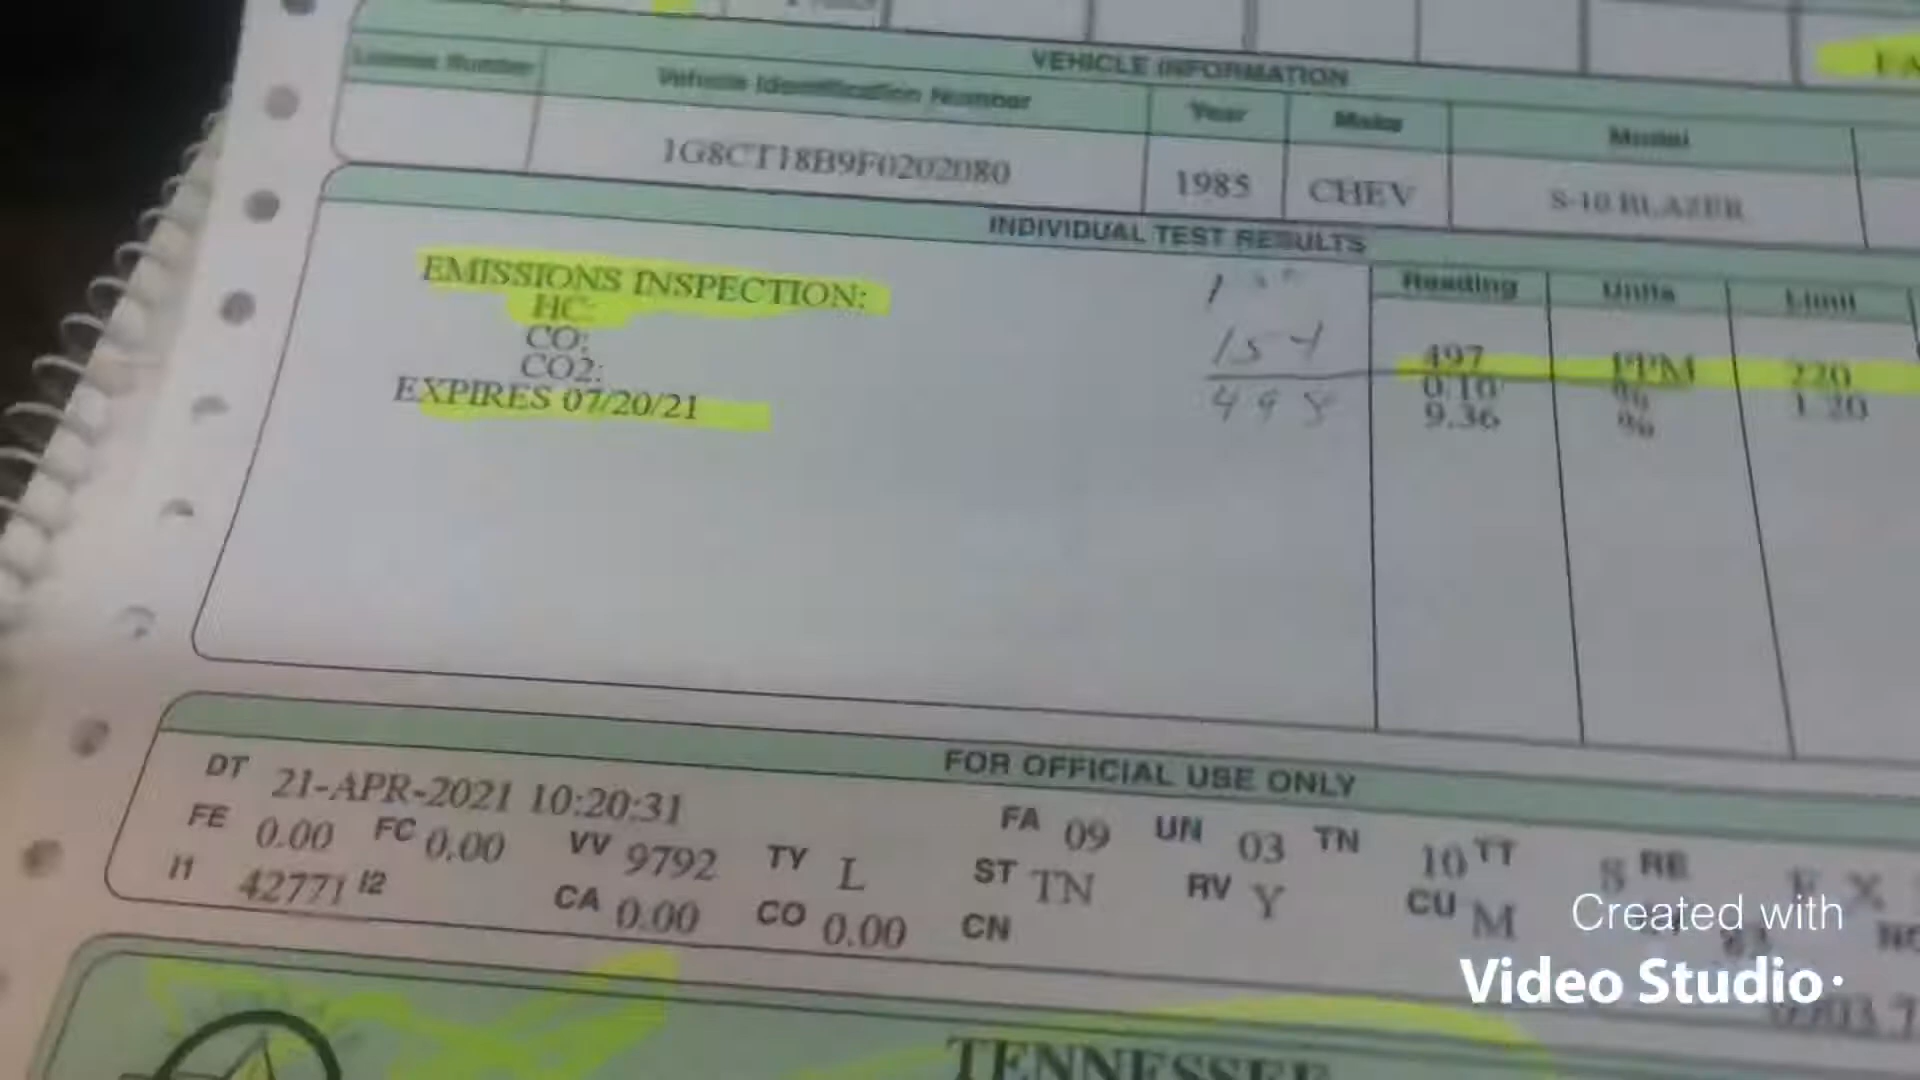 VEHICLE INFORMATION
License Number Vehicle Identification Number Year Make Model
1G8CT18B9F0202080 1985 CHEV S-10 BLAZER
INDIVIDUAL TEST RESULTS
Reading Units Limit
EMISSIONS INSPECTION:
HC: 497 PPM 220
CO: 0.10 % 1.20
CO2: 9.36 %
EXPIRES 07/20/21
154
498
FOR OFFICIAL USE ONLY
DT 21-APR-2021 10:20:31
FA 09 UN 03 TN 10 TT S RE
FE 0.00 FC 0.00 VV 9792 TY L ST TN RV Y CU M
I1 42771 I2 CA 0.00 CO 0.00 CN
TENNESSEE
Created with
Video Studio